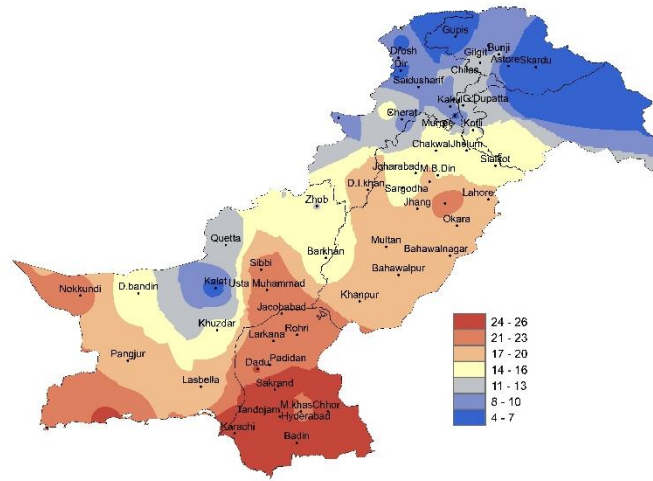 Gupis
Drosh
Gilgit
Bunji
Dir
Chilas
Astore
Skardu
Saidusharif
Kakul
G.Dupatta
Cherat
Murree
Kotli
Chakwal
Jhelum
Sialkot
Joharabad
M.B.Din
D.I.khan
Sargodha
Zhob
Jhang
Lahore
Okara
Quetta
Multan
Barkhan
Bahawalnagar
Sibbi
Bahawalpur
Nokkundi
D.bandin
Kalat
Usta Muhammad
Khanpur
Jacobabad
Khuzdar
Rohri
Larkana
Pangjur
Dadu
Padidan
Lasbella
Sakrand
Tandojam
M.khas
Chhor
Hyderabad
Karachi
Badin
24 - 26
21 - 23
17 - 20
14 - 16
11 - 13
8 - 10
4 - 7